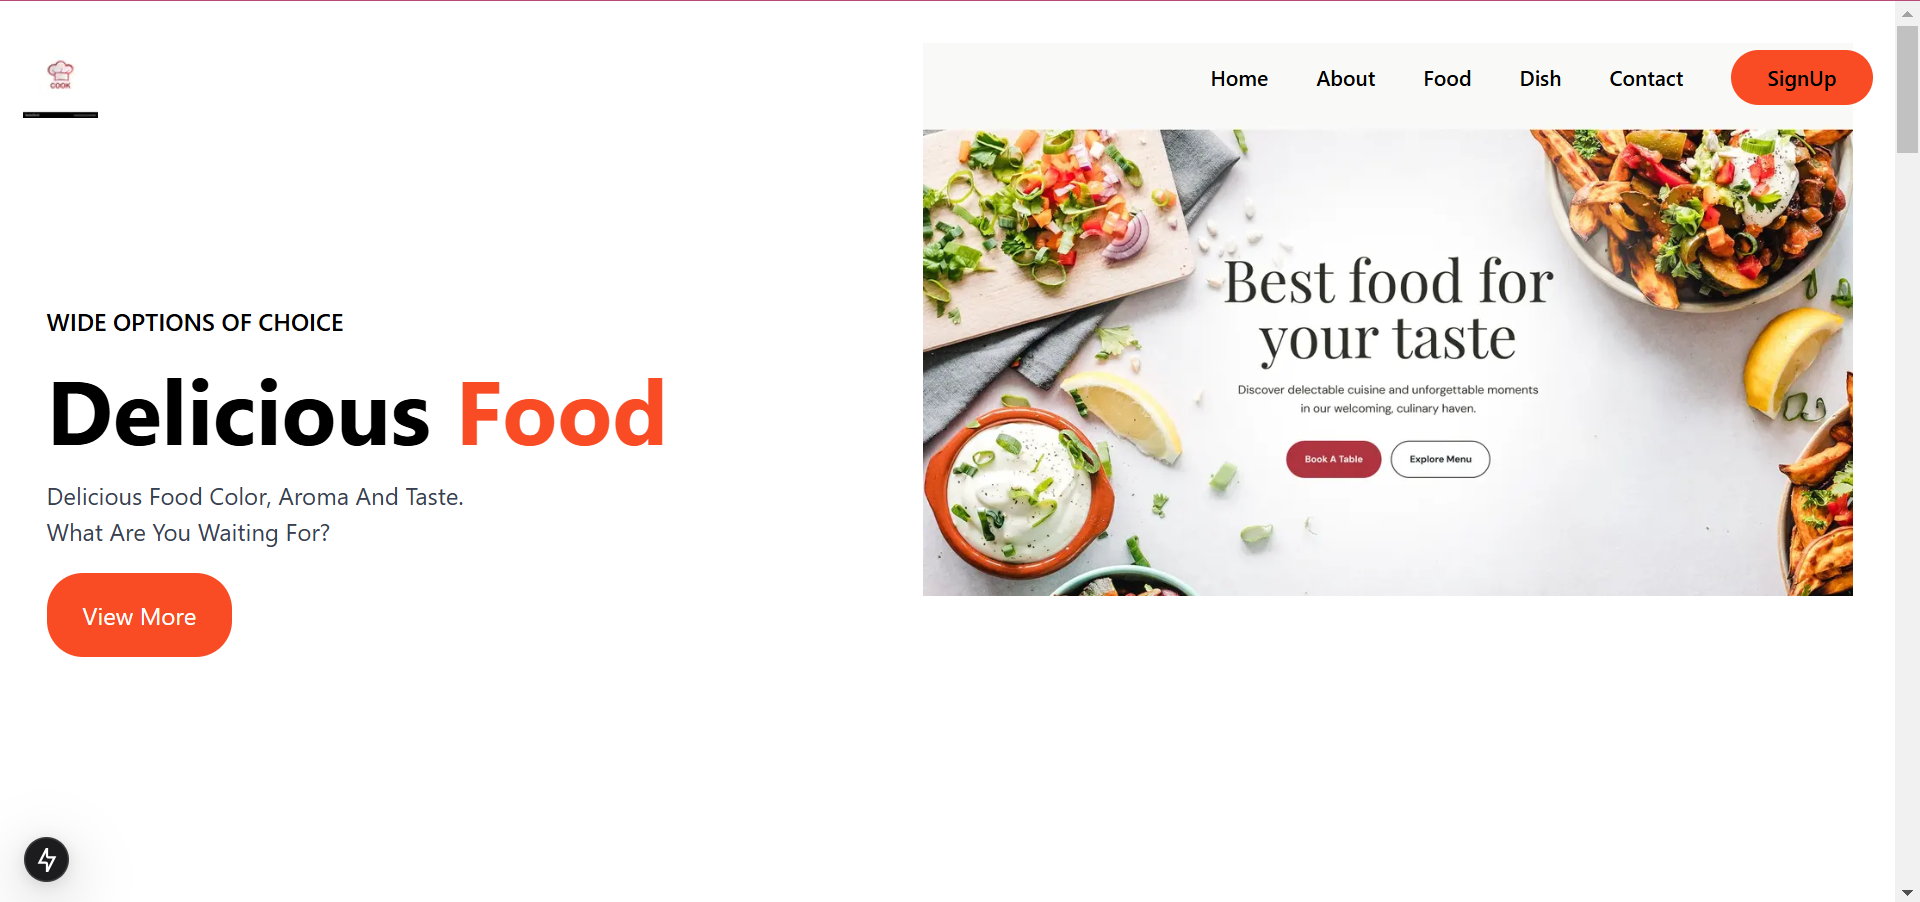 COOK
Home About Food Dish Contact SignUp
WIDE OPTIONS OF CHOICE
Delicious Food
Delicious Food Color, Aroma And Taste.
What Are You Waiting For?
View More
Best food for
your taste
Discover delectable cuisine and unforgettable moments
in our welcoming, culinary haven.
Book A Table Explore Menu